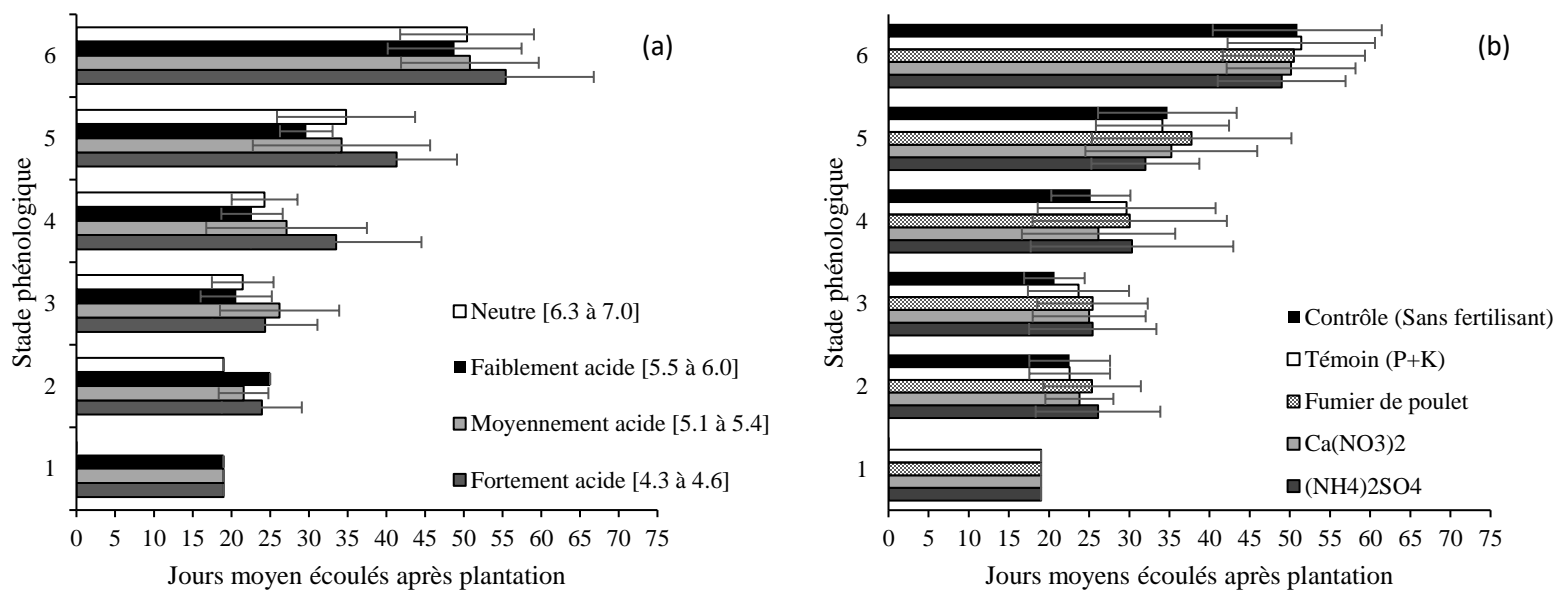 (a)
Stade phénologique
6
5
4
3
2
1
Neutre [6.3 à 7.0]
Faiblement acide [5.5 à 6.0]
Moyennement acide [5.1 à 5.4]
Fortement acide [4.3 à 4.6]
0 5 10 15 20 25 30 35 40 45 50 55 60 65 70 75
Jours moyen écoulés après plantation
(b)
Stade phénologique
6
5
4
3
2
1
Contrôle (Sans fertilisant)
Témoin (P+K)
Fumier de poulet
Ca(NO3)2
(NH4)2SO4
0 5 10 15 20 25 30 35 40 45 50 55 60 65 70 75
Jours moyens écoulés après plantation